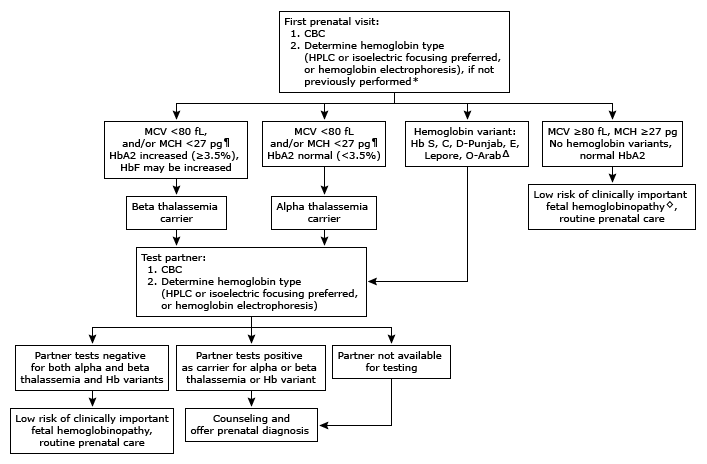 First prenatal visit:
1. CBC
2. Determine hemoglobin type
(HPLC or isoelectric focusing preferred,
or hemoglobin electrophoresis), if not
previously performed*
MCV <80 fL,
and/or MCH <27 pg¶
HbA2 increased (≥3.5%),
HbF may be increased
MCV <80 fL
and/or MCH <27 pg¶
HbA2 normal (<3.5%)
Hemoglobin variant:
Hb S, C, D-Punjab, E,
Lepore, O-ArabΔ
MCV ≥80 fL, MCH ≥27 pg
No hemoglobin variants,
normal HbA2
Beta thalassemia
carrier
Alpha thalassemia
carrier
Low risk of clinically important
fetal hemoglobinopathy◇,
routine prenatal care
Test partner:
1. CBC
2. Determine hemoglobin type
(HPLC or isoelectric focusing preferred,
or hemoglobin electrophoresis)
Partner tests negative
for both alpha and beta
thalassemia and Hb variants
Partner tests positive
as carrier for alpha or beta
thalassemia or Hb variant
Partner not available
for testing
Low risk of clinically important
fetal hemoglobinopathy,
routine prenatal care
Counseling and
offer prenatal diagnosis